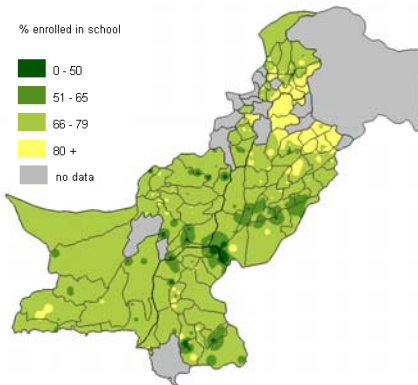 % enrolled in school
0 - 50
51 - 65
66 - 79
80 +
no data